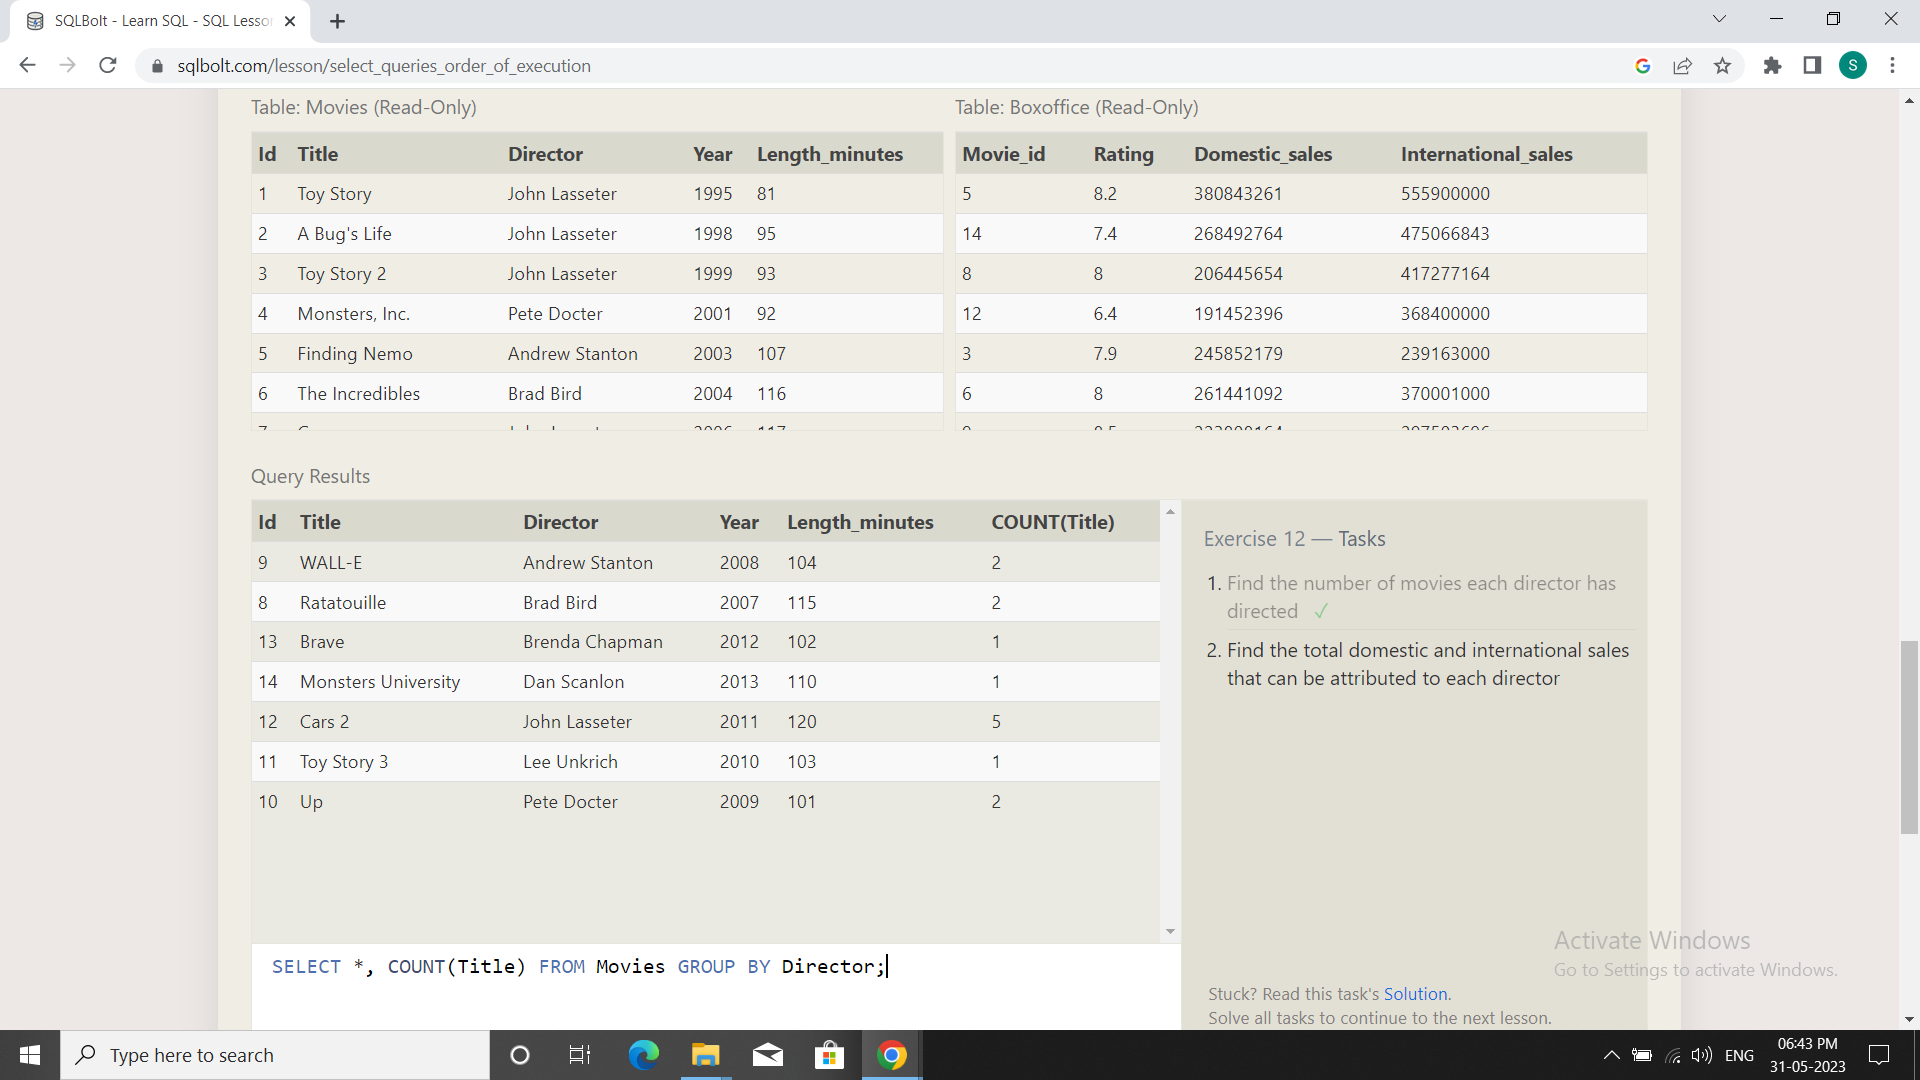 SQLBolt - Learn SQL - SQL Lesso
sqlbolt.com/lesson/select_queries_order_of_execution
S
Table: Movies (Read-Only)
Id Title Director Year Length_minutes
1 Toy Story John Lasseter 1995 81
2 A Bug's Life John Lasseter 1998 95
3 Toy Story 2 John Lasseter 1999 93
4 Monsters, Inc. Pete Docter 2001 92
5 Finding Nemo Andrew Stanton 2003 107
6 The Incredibles Brad Bird 2004 116
Table: Boxoffice (Read-Only)
Movie_id Rating Domestic_sales International_sales
5 8.2 380843261 555900000
14 7.4 268492764 475066843
8 8 206445654 417277164
12 6.4 191452396 368400000
3 7.9 245852179 239163000
6 8 261441092 370001000
Query Results
Id Title Director Year Length_minutes COUNT(Title)
9 WALL-E Andrew Stanton 2008 104 2
8 Ratatouille Brad Bird 2007 115 2
13 Brave Brenda Chapman 2012 102 1
14 Monsters University Dan Scanlon 2013 110 1
12 Cars 2 John Lasseter 2011 120 5
11 Toy Story 3 Lee Unkrich 2010 103 1
10 Up Pete Docter 2009 101 2
SELECT *, COUNT(Title) FROM Movies GROUP BY Director;
Exercise 12 — Tasks
1. Find the number of movies each director has
directed ✓
2. Find the total domestic and international sales
that can be attributed to each director
Activate Windows
Go to Settings to activate Windows.
Stuck? Read this task's Solution.
Solve all tasks to continue to the next lesson.
Type here to search
ENG
06:43 PM
31-05-2023